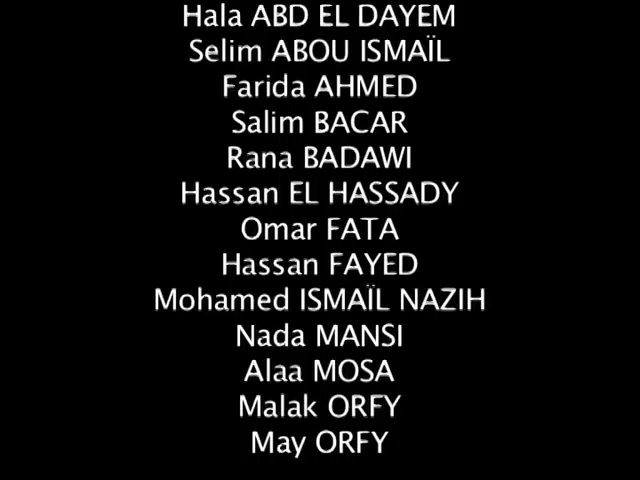 Hala ABD EL DAYEM
Selim ABOU ISMAÏL
Farida AHMED
Salim BACAR
Rana BADAWI
Hassan EL HASSADY
Omar FATA
Hassan FAYED
Mohamed ISMAÏL NAZIH
Nada MANSI
Alaa MOSA
Malak ORFY
May ORFY